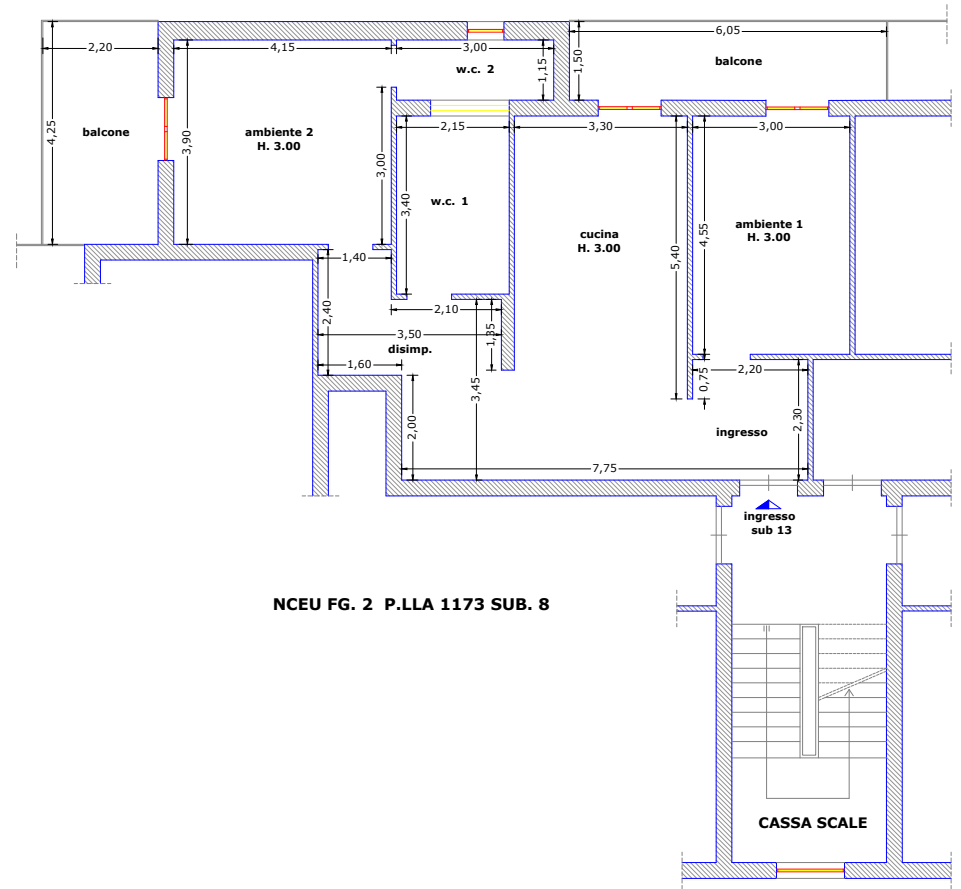 6,05
2,20
4,15
3,00
1,50
balcone
w.c. 2
1,15
4,25
balcone
3,90
ambiente 2
H. 3.00
2,15
3,30
3,00
3,00
3,40
w.c. 1
cucina
H. 3.00
5,40
4,55
ambiente 1
H. 3.00
1,40
2,40
2,10
3,50
1,35
disimp.
1,60
3,45
2,00
2,20
0,75
2,30
ingresso
7,75
ingresso
sub 13
NCEU FG. 2 P.LLA 1173 SUB. 8
CASSA SCALE